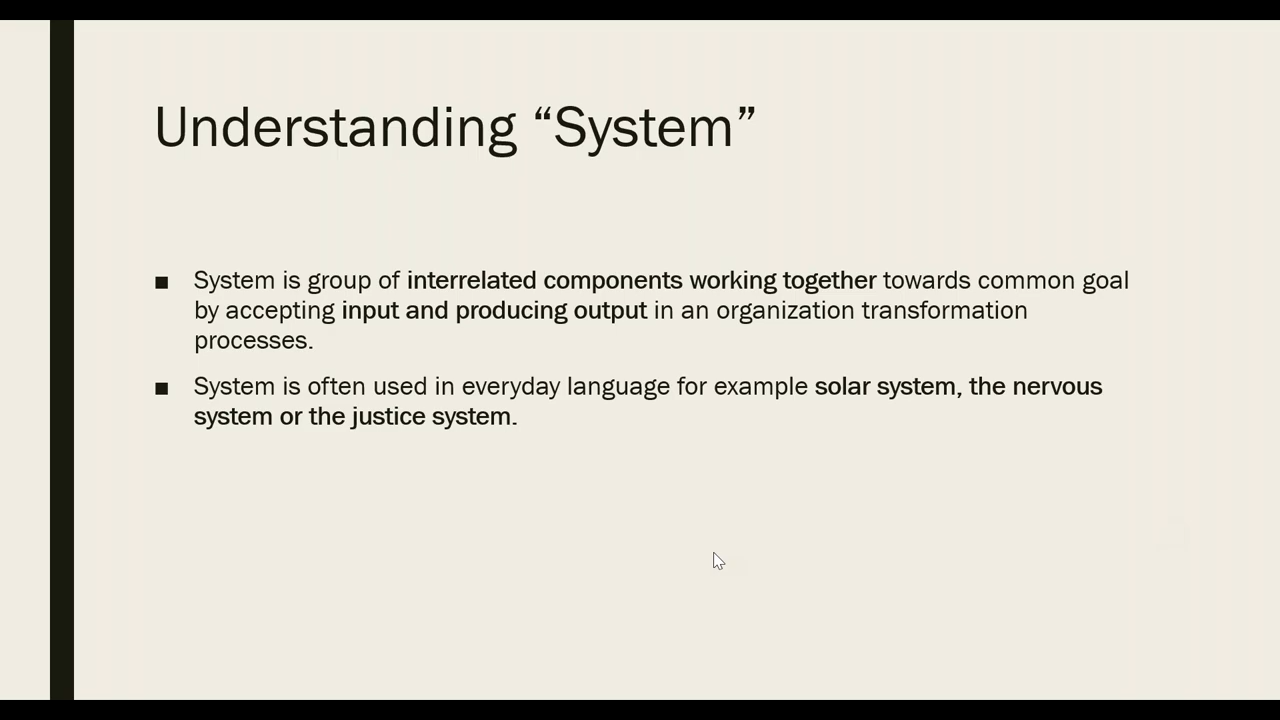 Understanding “System”
■ System is group of interrelated components working together towards common goal
by accepting input and producing output in an organization transformation
processes.
■ System is often used in everyday language for example solar system, the nervous
system or the justice system.